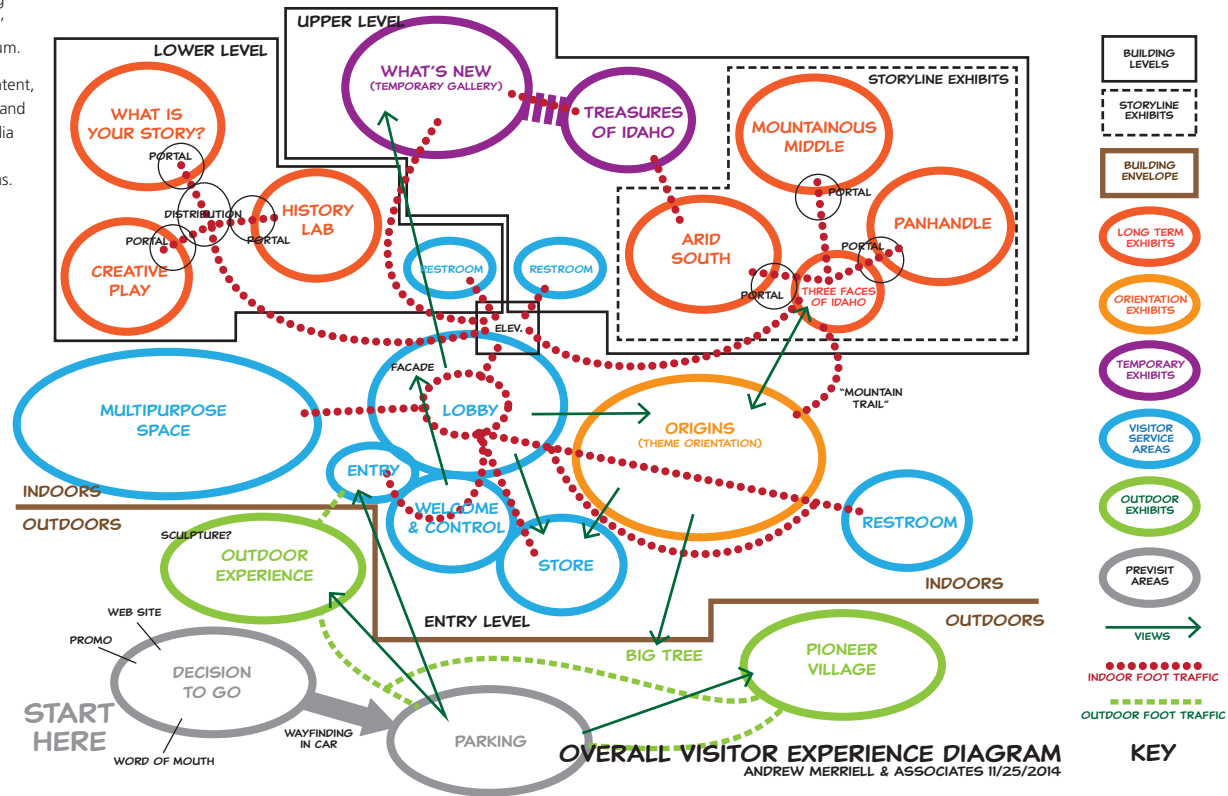 g
,
um.
tent,
and
dia
ns.
UPPER LEVEL
LOWER LEVEL
STORYLINE EXHIBITS
WHAT'S NEW
(TEMPORARY GALLERY)
TREASURES
OF IDAHO
WHAT IS
YOUR STORY?
MOUNTAINOUS
MIDDLE
PORTAL
PORTAL
DISTRIBUTION
HISTORY
LAB
PANHANDLE
PORTAL
PORTAL
PORTAL
ARID
SOUTH
CREATIVE
PLAY
RESTROOM
RESTROOM
PORTAL
THREE FACES
OF IDAHO
ELEV.
FACADE
"MOUNTAIN
TRAIL"
MULTIPURPOSE
SPACE
LOBBY
ORIGINS
(THEME ORIENTATION)
ENTRY
INDOORS
OUTDOORS
WELCOME
& CONTROL
RESTROOM
SCULPTURE?
OUTDOOR
EXPERIENCE
STORE
INDOORS
OUTDOORS
ENTRY LEVEL
WEB SITE
PROMO
BIG TREE
PIONEER
VILLAGE
DECISION
TO GO
START
HERE
WAYFINDING
IN CAR
PARKING
WORD OF MOUTH
OVERALL VISITOR EXPERIENCE DIAGRAM
ANDREW MERRIELL & ASSOCIATES 11/25/2014
BUILDING
LEVELS
STORYLINE
EXHIBITS
BUILDING
ENVELOPE
LONG TERM
EXHIBITS
ORIENTATION
EXHIBITS
TEMPORARY
EXHIBITS
VISITOR
SERVICE
AREAS
OUTDOOR
EXHIBITS
PREVISIT
AREAS
VIEWS
INDOOR FOOT TRAFFIC
OUTDOOR FOOT TRAFFIC
KEY